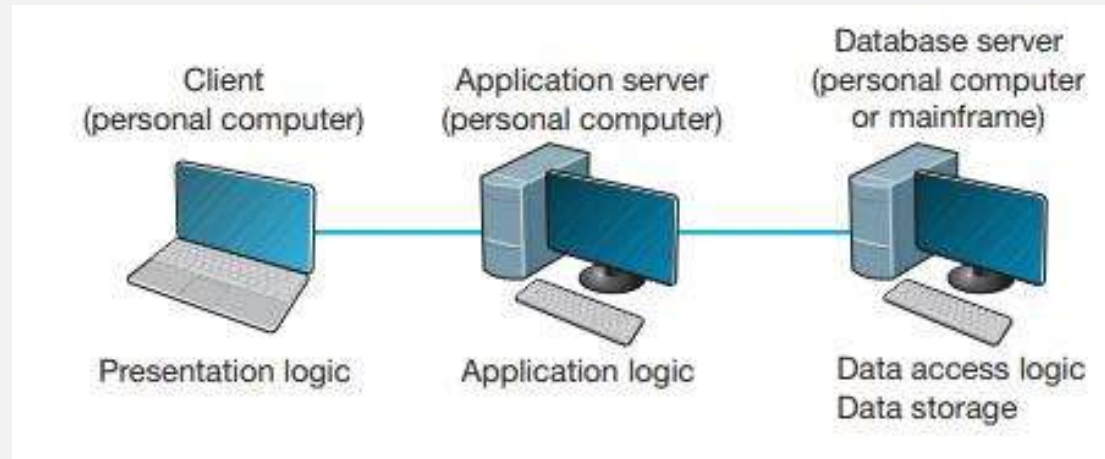 Client
(personal computer)
Application server
(personal computer)
Database server
(personal computer
or mainframe)
Presentation logic
Application logic
Data access logic
Data storage